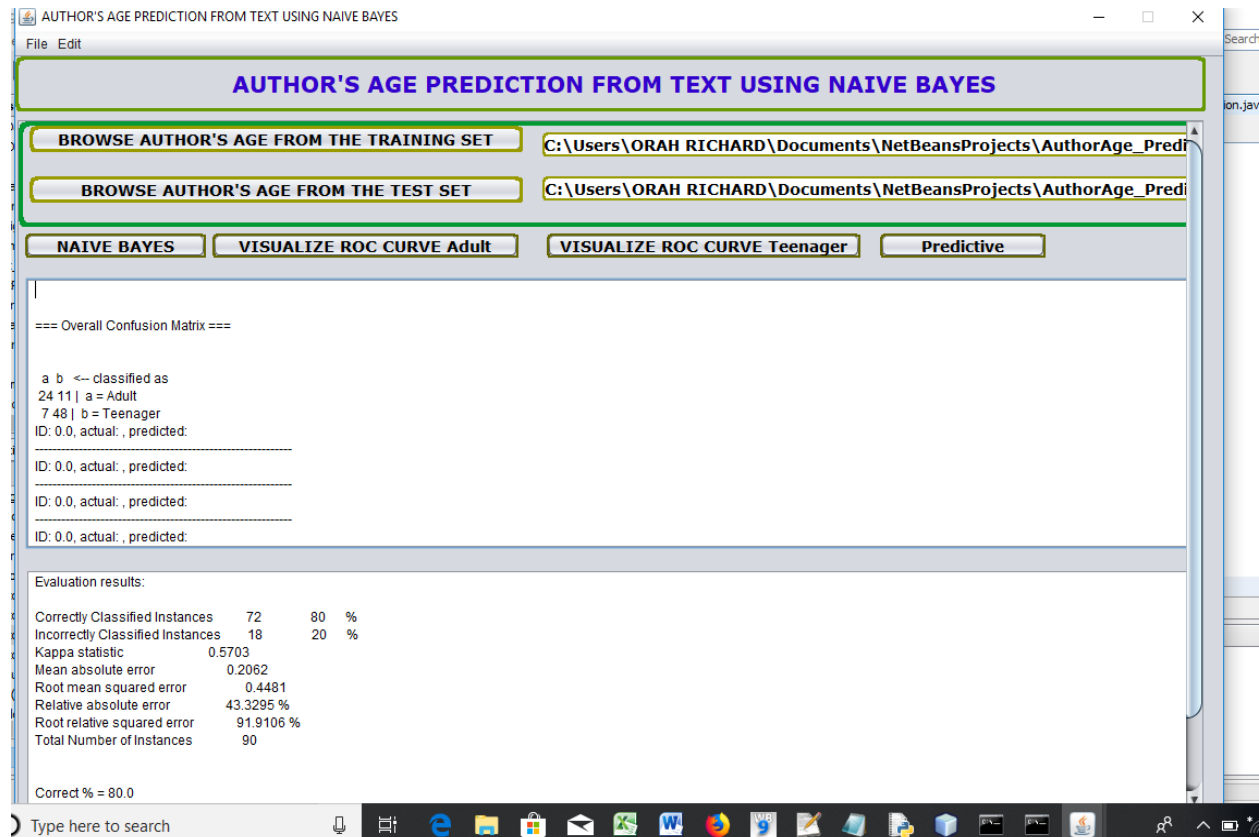 AUTHOR'S AGE PREDICTION FROM TEXT USING NAIVE BAYES
File Edit
Search
AUTHOR'S AGE PREDICTION FROM TEXT USING NAIVE BAYES
ion.jav
BROWSE AUTHOR'S AGE FROM THE TRAINING SET C:\Users\ORAH RICHARD\Documents\NetBeansProjects\AuthorAge_Predi
BROWSE AUTHOR'S AGE FROM THE TEST SET C:\Users\ORAH RICHARD\Documents\NetBeansProjects\AuthorAge_Predi
NAIVE BAYES VISUALIZE ROC CURVE Adult VISUALIZE ROC CURVE Teenager Predictive
=== Overall Confusion Matrix ===
a b <-- classified as
24 11 | a = Adult
7 48 | b = Teenager
ID: 0.0, actual: , predicted:
----------------------------------------------------------------
ID: 0.0, actual: , predicted:
----------------------------------------------------------------
ID: 0.0, actual: , predicted:
----------------------------------------------------------------
ID: 0.0, actual: , predicted:
Evaluation results:
Correctly Classified Instances 72 80 %
Incorrectly Classified Instances 18 20 %
Kappa statistic 0.5703
Mean absolute error 0.2062
Root mean squared error 0.4481
Relative absolute error 43.3295 %
Root relative squared error 91.9106 %
Total Number of Instances 90
Correct % = 80.0
Type here to search